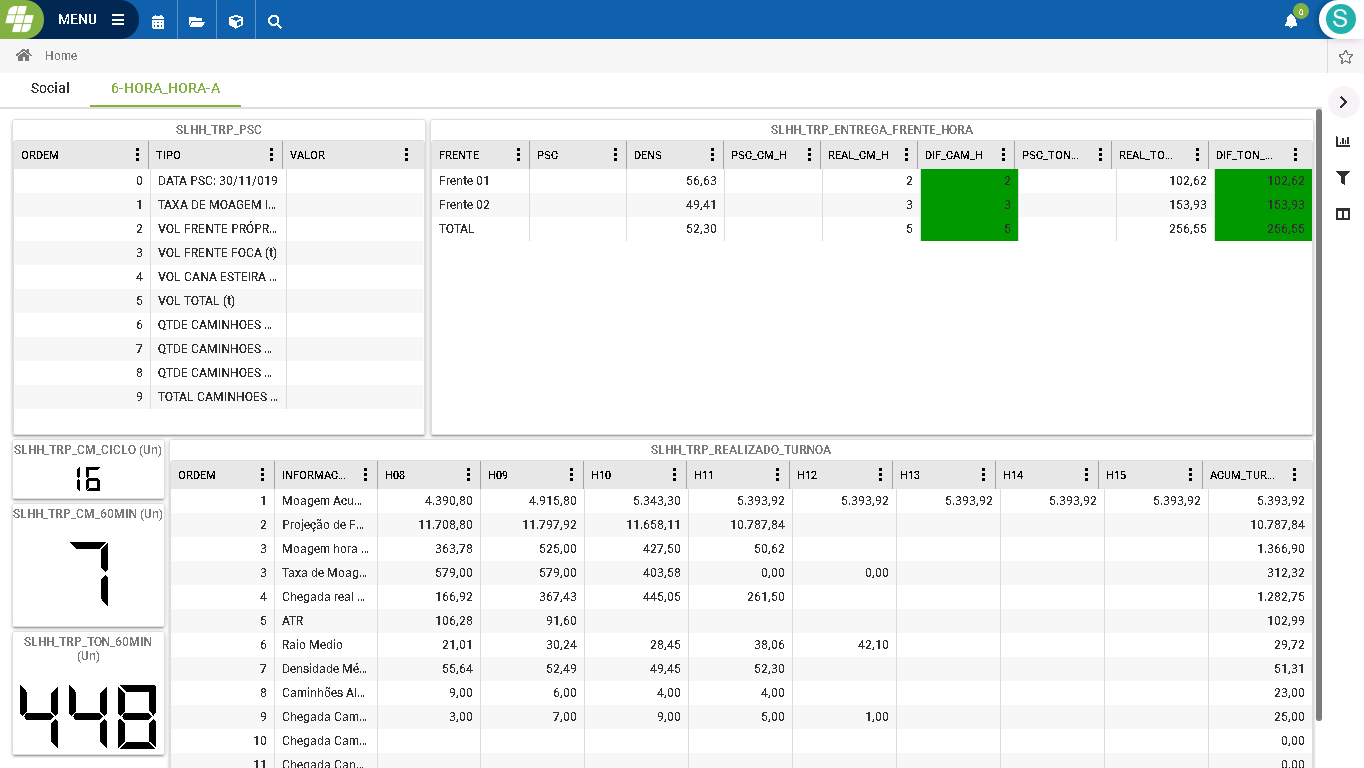 MENU
0
S
Home
Social 6-HORA_HORA-A
SLHH_TRP_PSC
ORDEM TIPO VALOR
0 DATA PSC: 30/11/019
1 TAXA DE MOAGEM I...
2 VOL FRENTE PRÓPR...
3 VOL FRENTE FOCA (t)
4 VOL CANA ESTEIRA ...
5 VOL TOTAL (t)
6 QTDE CAMINHOES ...
7 QTDE CAMINHOES ...
8 QTDE CAMINHOES ...
9 TOTAL CAMINHOES ...
SLHH_TRP_ENTREGA_FRENTE_HORA
FRENTE PSC DENS PSC_CM_H REAL_CM_H DIF_CAM_H PSC_TON... REAL_TO... DIF_TON_...
Frente 01 56,63 2 2 102,62 102,62
Frente 02 49,41 3 3 153,93 153,93
TOTAL 52,30 5 5 256,55 256,55
SLHH_TRP_CM_CICLO (Un)
16
SLHH_TRP_CM_60MIN (Un)
7
SLHH_TRP_TON_60MIN
(Un)
448
SLHH_TRP_REALIZADO_TURNOA
ORDEM INFORMAC... H08 H09 H10 H11 H12 H13 H14 H15 ACUM_TUR...
1 Moagem Acu... 4.390,80 4.915,80 5.343,30 5.393,92 5.393,92 5.393,92 5.393,92 5.393,92 5.393,92
2 Projeção de F... 11.708,80 11.797,92 11.658,11 10.787,84 10.787,84
3 Moagem hora ... 363,78 525,00 427,50 50,62 1.366,90
3 Taxa de Moag... 579,00 579,00 403,58 0,00 0,00 312,32
4 Chegada real ... 166,92 367,43 445,05 261,50 1.282,75
5 ATR 106,28 91,60 102,99
6 Raio Medio 21,01 30,24 28,45 38,06 42,10 29,72
7 Densidade Mé... 55,64 52,49 49,45 52,30 51,31
8 Caminhões Al... 9,00 6,00 4,00 4,00 23,00
9 Chegada Cam... 3,00 7,00 9,00 5,00 1,00 25,00
10 Chegada Cam... 0,00
11 Chegada Can... 0,00